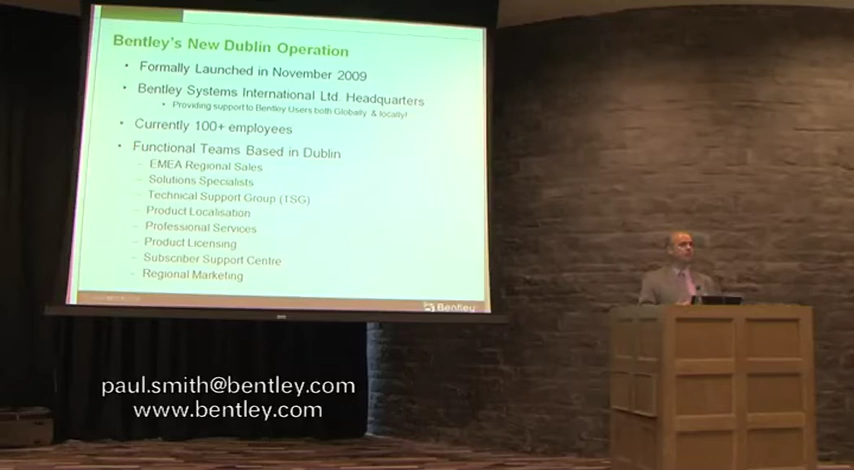 Bentley's New Dublin Operation
• Formally Launched in November 2009
• Bentley Systems International Ltd. Headquarters
• Providing support to Bentley Users both Globally & locally!
• Currently 100+ employees
• Functional Teams Based in Dublin
– EMEA Regional Sales
– Solutions Specialists
– Technical Support Group (TSG)
– Product Localisation
– Professional Services
– Product Licensing
– Subscriber Support Centre
– Regional Marketing
Bentley
paul.smith@bentley.com
www.bentley.com